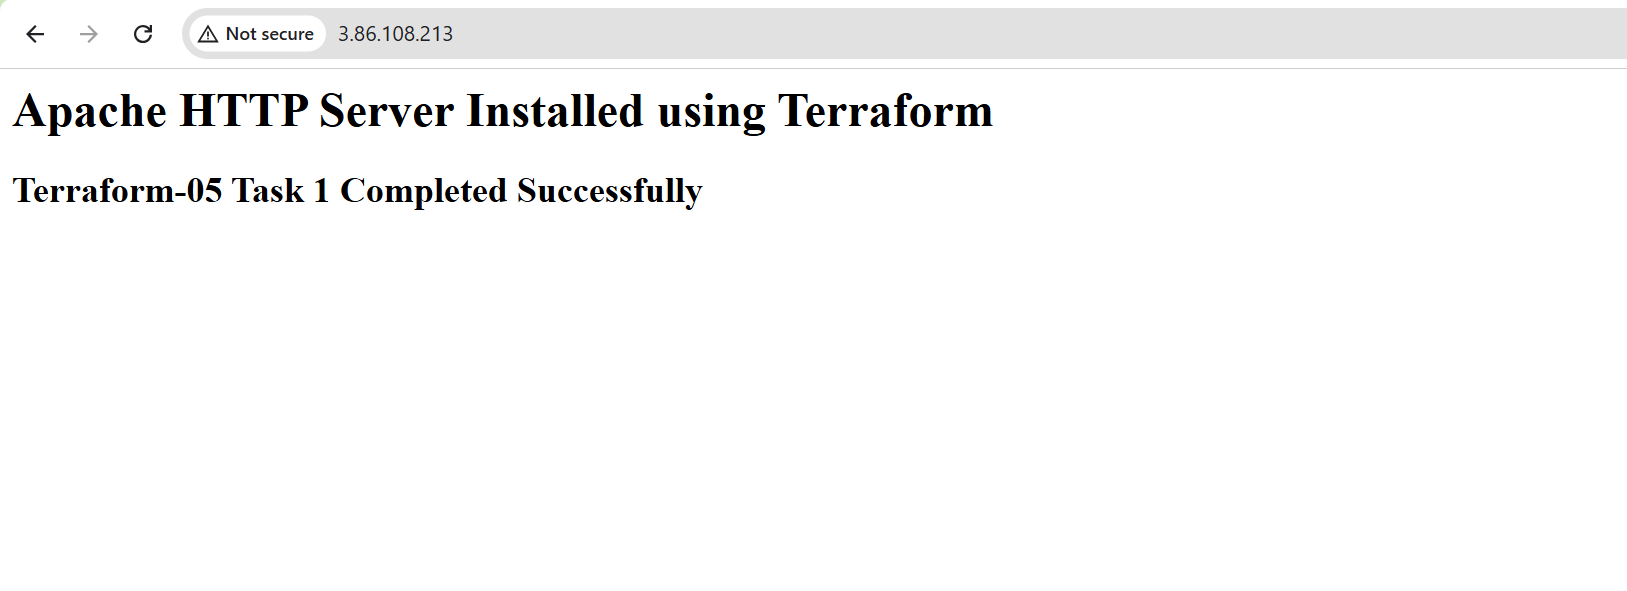 Not secure 3.86.108.213
Apache HTTP Server Installed using Terraform
Terraform-05 Task 1 Completed Successfully